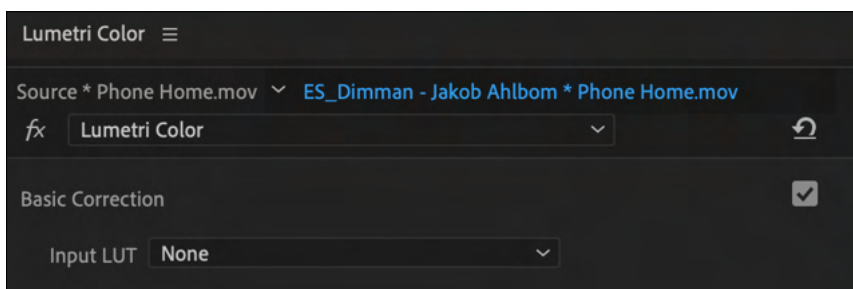 Lumetri Color
Source * Phone Home.mov ES_Dimman - Jakob Ahlbom * Phone Home.mov
fx Lumetri Color
Basic Correction
Input LUT None